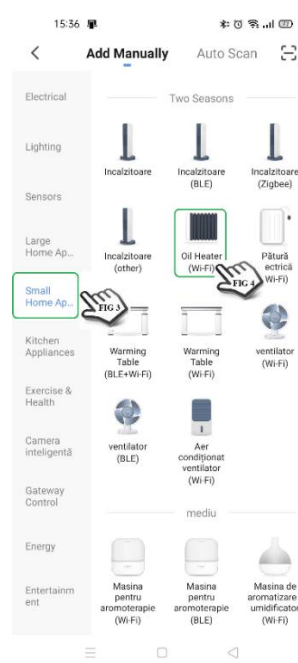 15:36
Add Manually Auto Scan
Electrical
Lighting
Sensors
Large
Home Ap...
Small
Home Ap...
Kitchen
Appliances
Exercise &
Health
Camera
inteligentă
Gateway
Control
Energy
Entertainm
ent
Two Seasons
Incalzitoare
Incalzitoare
(BLE)
Incalzitoare
(Zigbee)
Incalzitoare
(other)
Oil Heater
(Wi-Fi)
Pătură
ectrică
Wi-Fi)
FIG 3
FIG 4
Warming
Table
(BLE+Wi-Fi)
Warming
Table
(Wi-Fi)
ventilator
(Wi-Fi)
ventilator
(BLE)
Aer
condiționat
ventilator
(Wi-Fi)
mediu
Masina
pentru
aromoterapie
(Wi-Fi)
Masina
pentru
aromoterapie
(BLE)
Masina de
aromatizare
umidificator
(Wi-Fi)